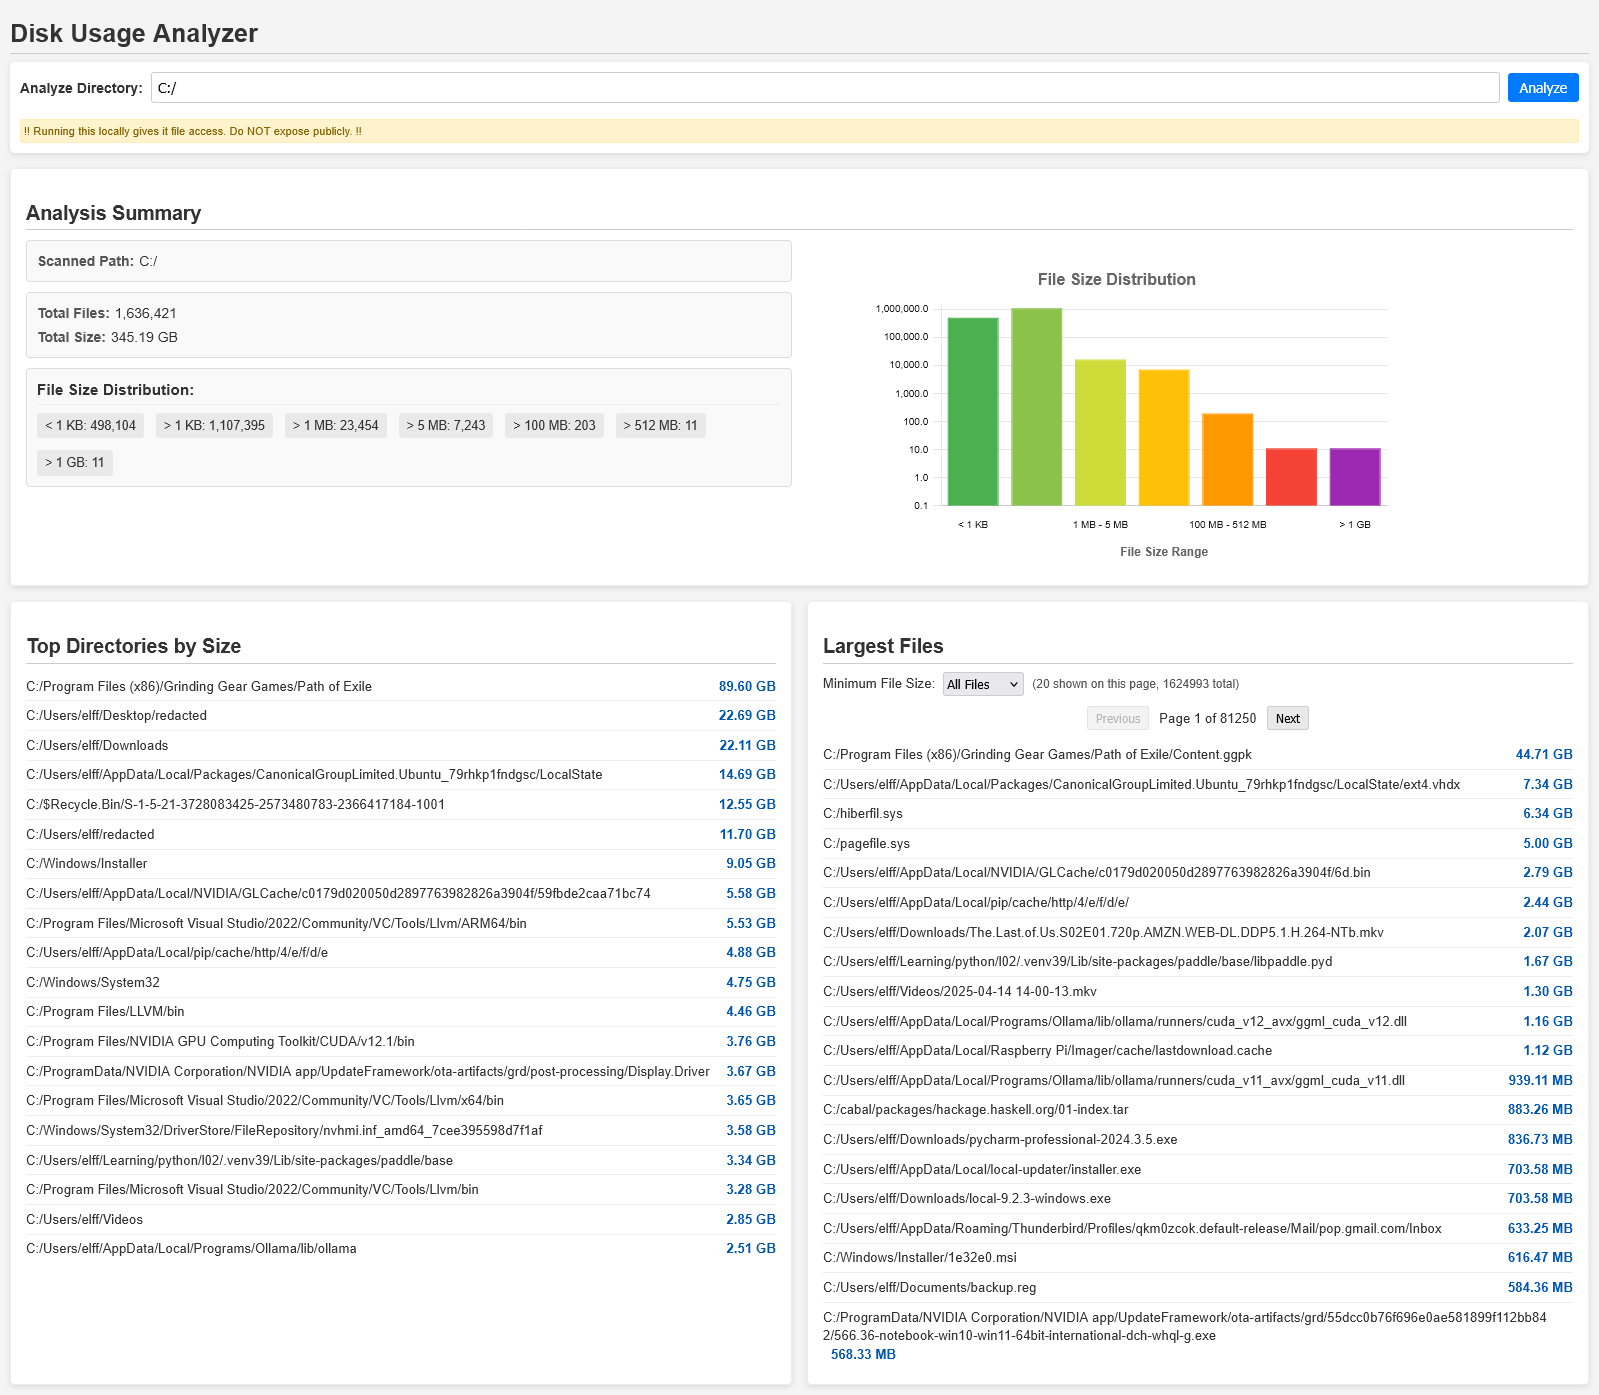 Disk Usage Analyzer
Analyze Directory: C:/ Analyze
!! Running this locally gives it file access. Do NOT expose publicly. !!
Analysis Summary
Scanned Path: C:/
Total Files: 1,636,421
Total Size: 345.19 GB
File Size Distribution:
< 1 KB: 498,104 > 1 KB: 1,107,395 > 1 MB: 23,454 > 5 MB: 7,243 > 100 MB: 203 > 512 MB: 11
> 1 GB: 11
File Size Distribution
1,000,000.0
100,000.0
10,000.0
1,000.0
100.0
10.0
1.0
0.1
< 1 KB 1 MB - 5 MB 100 MB - 512 MB > 1 GB
File Size Range
Top Directories by Size
C:/Program Files (x86)/Grinding Gear Games/Path of Exile 89.60 GB
C:/Users/elff/Desktop/redacted 22.69 GB
C:/Users/elff/Downloads 22.11 GB
C:/Users/elff/AppData/Local/Packages/CanonicalGroupLimited.Ubuntu_79rhkp1fndgsc/LocalState 14.69 GB
C:/$Recycle.Bin/S-1-5-21-3728083425-2573480783-2366417184-1001 12.55 GB
C:/Users/elff/redacted 11.70 GB
C:/Windows/Installer 9.05 GB
C:/Users/elff/AppData/Local/NVIDIA/GLCache/c0179d020050d2897763982826a3904f/59fbde2caa71bc74 5.58 GB
C:/Program Files/Microsoft Visual Studio/2022/Community/VC/Tools/Llvm/ARM64/bin 5.53 GB
C:/Users/elff/AppData/Local/pip/cache/http/4/e/f/d/e 4.88 GB
C:/Windows/System32 4.75 GB
C:/Program Files/LLVM/bin 4.46 GB
C:/Program Files/NVIDIA GPU Computing Toolkit/CUDA/v12.1/bin 3.76 GB
C:/ProgramData/NVIDIA Corporation/NVIDIA app/UpdateFramework/ota-artifacts/grd/post-processing/Display.Driver 3.67 GB
C:/Program Files/Microsoft Visual Studio/2022/Community/VC/Tools/Llvm/x64/bin 3.65 GB
C:/Windows/System32/DriverStore/FileRepository/nvhmi.inf_amd64_7cee395598d7f1af 3.58 GB
C:/Users/elff/Learning/python/l02/.venv39/Lib/site-packages/paddle/base 3.34 GB
C:/Program Files/Microsoft Visual Studio/2022/Community/VC/Tools/Llvm/bin 3.28 GB
C:/Users/elff/Videos 2.85 GB
C:/Users/elff/AppData/Local/Programs/Ollama/lib/ollama 2.51 GB
Largest Files
Minimum File Size: All Files (20 shown on this page, 1624993 total)
Previous Page 1 of 81250 Next
C:/Program Files (x86)/Grinding Gear Games/Path of Exile/Content.ggpk 44.71 GB
C:/Users/elff/AppData/Local/Packages/CanonicalGroupLimited.Ubuntu_79rhkp1fndgsc/LocalState/ext4.vhdx 7.34 GB
C:/hiberfil.sys 6.34 GB
C:/pagefile.sys 5.00 GB
C:/Users/elff/AppData/Local/NVIDIA/GLCache/c0179d020050d2897763982826a3904f/6d.bin 2.79 GB
C:/Users/elff/AppData/Local/pip/cache/http/4/e/f/d/e/ 2.44 GB
C:/Users/elff/Downloads/The.Last.of.Us.S02E01.720p.AMZN.WEB-DL.DDP5.1.H.264-NTb.mkv 2.07 GB
C:/Users/elff/Learning/python/l02/.venv39/Lib/site-packages/paddle/base/libpaddle.pyd 1.67 GB
C:/Users/elff/Videos/2025-04-14 14-00-13.mkv 1.30 GB
C:/Users/elff/AppData/Local/Programs/Ollama/lib/ollama/runners/cuda_v12_avx/ggml_cuda_v12.dll 1.16 GB
C:/Users/elff/AppData/Local/Raspberry Pi/Imager/cache/lastdownload.cache 1.12 GB
C:/Users/elff/AppData/Local/Programs/Ollama/lib/ollama/runners/cuda_v11_avx/ggml_cuda_v11.dll 939.11 MB
C:/cabal/packages/hackage.haskell.org/01-index.tar 883.26 MB
C:/Users/elff/Downloads/pycharm-professional-2024.3.5.exe 836.73 MB
C:/Users/elff/AppData/Local/local-updater/installer.exe 703.58 MB
C:/Users/elff/Downloads/local-9.2.3-windows.exe 703.58 MB
C:/Users/elff/AppData/Roaming/Thunderbird/Profiles/qkm0zcok.default-release/Mail/pop.gmail.com/Inbox 633.25 MB
C:/Windows/Installer/1e32e0.msi 616.47 MB
C:/Users/elff/Documents/backup.reg 584.36 MB
C:/ProgramData/NVIDIA Corporation/NVIDIA app/UpdateFramework/ota-artifacts/grd/55dcc0b76f696e0ae581899f112bb84
2/566.36-notebook-win10-win11-64bit-international-dch-whql-g.exe
568.33 MB